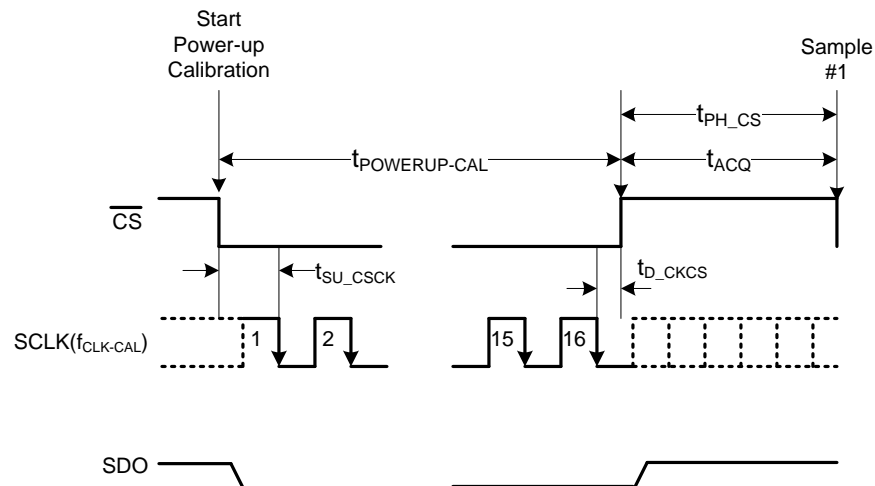 Start
Power-up
Calibration
Sample
#1
tPH_CS
tPOWERUP-CAL
tACQ
CS
tSU_CSCK
tD_CKCS
SCLK(fCLK-CAL)
1
2
15
16
SDO